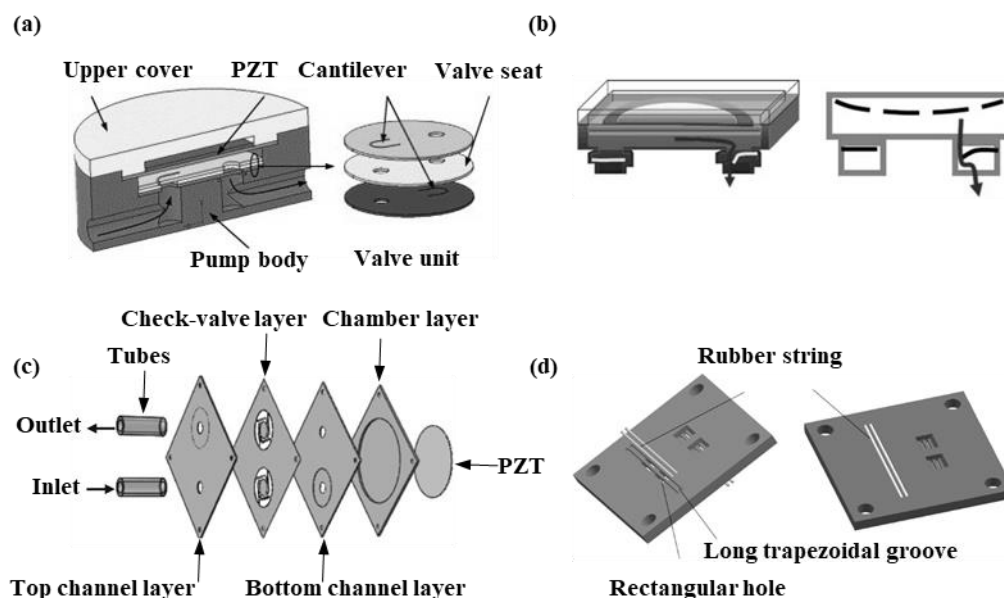 (a)
Upper cover
PZT
Cantilever
Valve seat
Pump body
Valve unit
(b)
(c)
Check-valve layer
Chamber layer
Tubes
Outlet
Inlet
PZT
Top channel layer
Bottom channel layer
(d)
Rubber string
Long trapezoidal groove
Rectangular hole